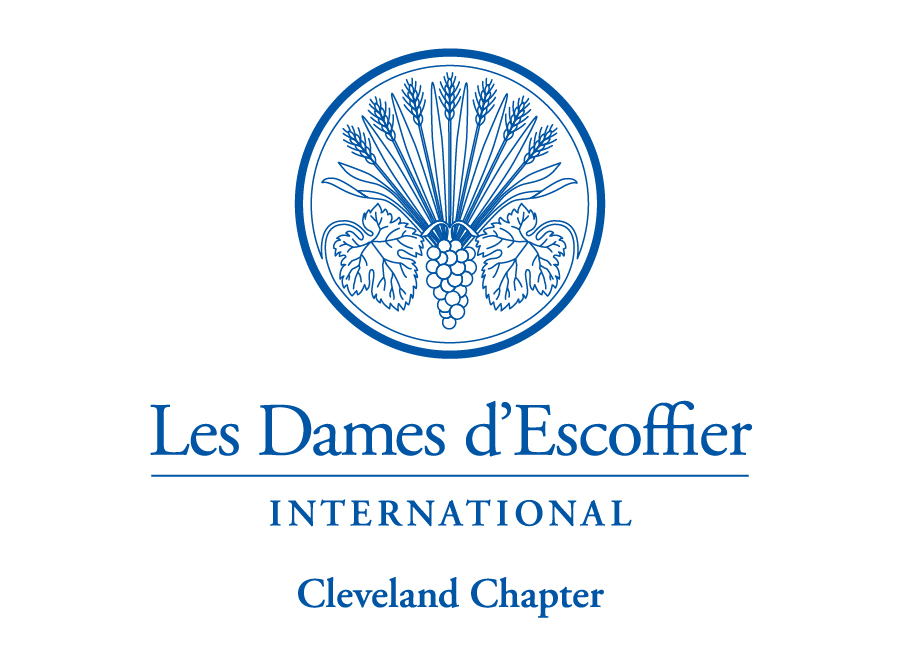 Les Dames d’Escoffier
INTERNATIONAL
Cleveland Chapter